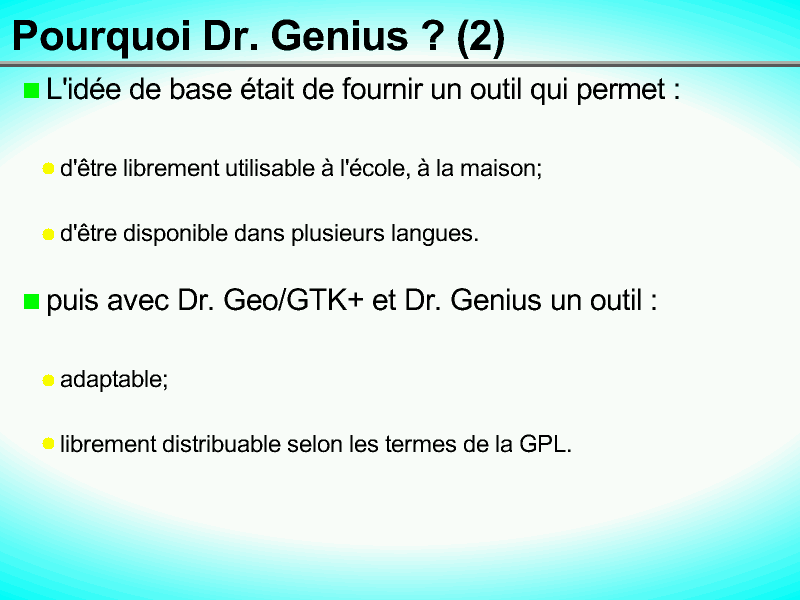 Pourquoi Dr. Genius ? (2)
L'idée de base était de fournir un outil qui permet :
d'être librement utilisable à l'école, à la maison;
d'être disponible dans plusieurs langues.
puis avec Dr. Geo/GTK+ et Dr. Genius un outil :
adaptable;
librement distribuable selon les termes de la GPL.